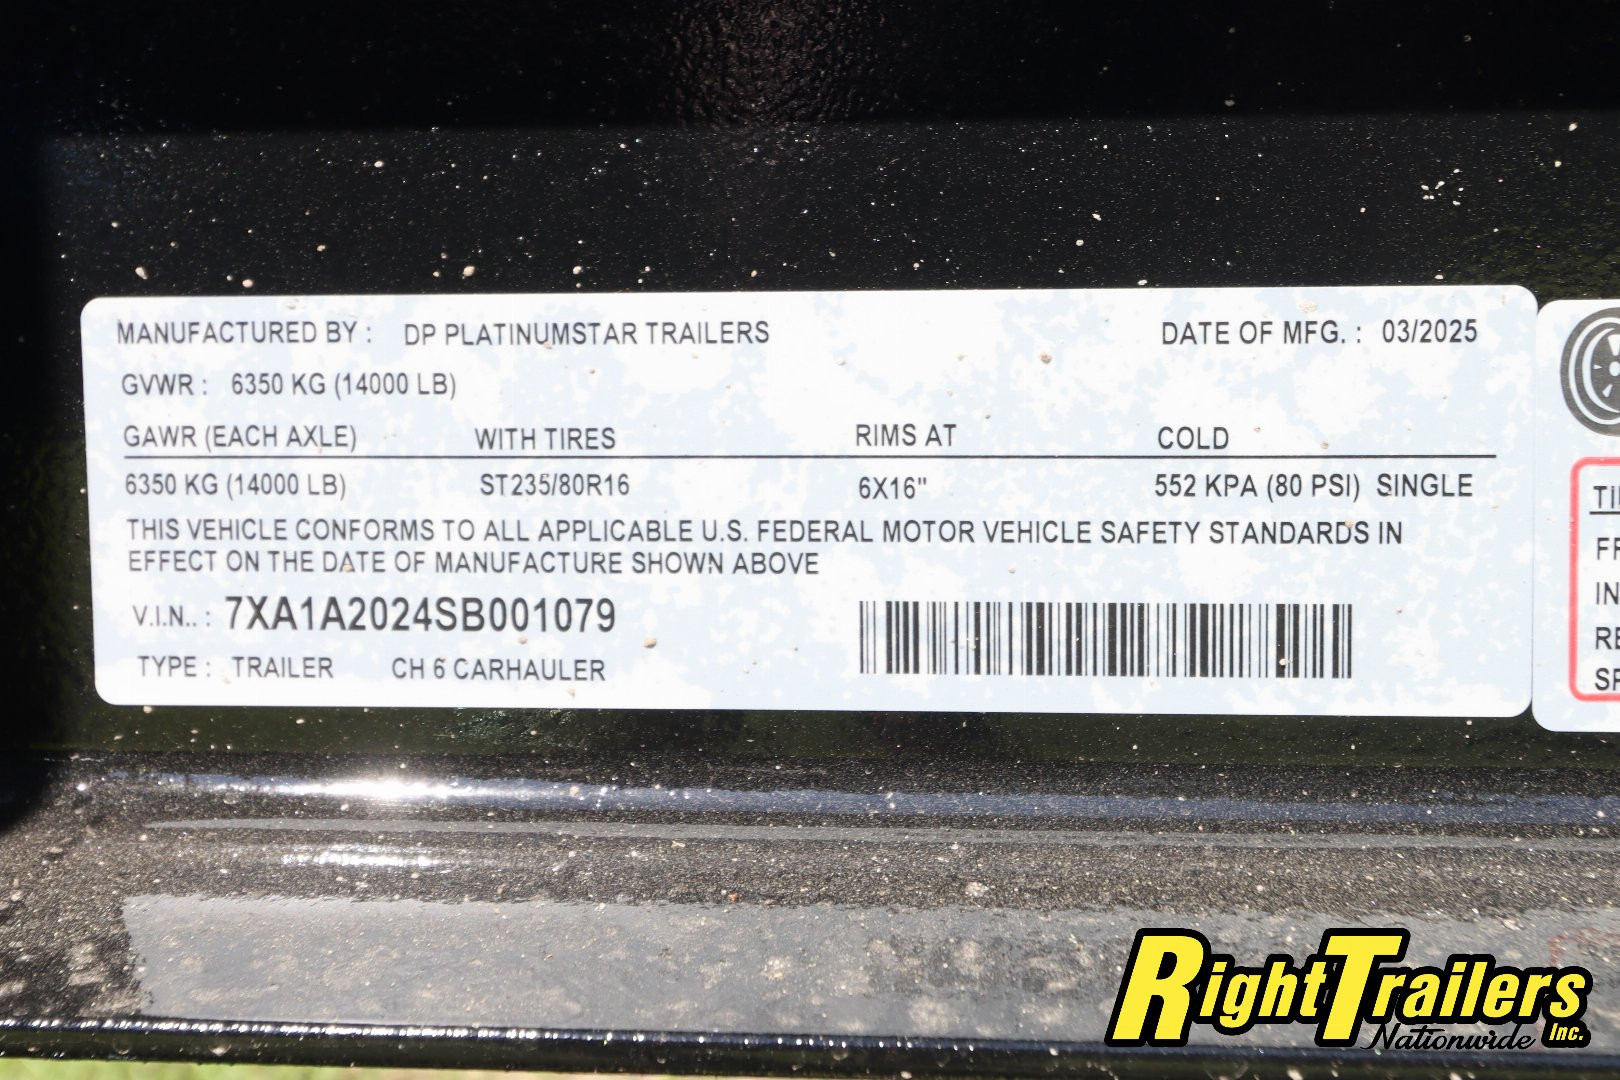 MANUFACTURED BY : DP PLATINUMSTAR TRAILERS DATE OF MFG. : 03/2025
GVWR : 6350 KG (14000 LB)
GAWR (EACH AXLE) WITH TIRES RIMS AT COLD
6350 KG (14000 LB) ST235/80R16 6X16" 552 KPA (80 PSI) SINGLE
THIS VEHICLE CONFORMS TO ALL APPLICABLE U.S. FEDERAL MOTOR VEHICLE SAFETY STANDARDS IN
EFFECT ON THE DATE OF MANUFACTURE SHOWN ABOVE
V.I.N.. : 7XA1A2024SB001079
TYPE : TRAILER CH 6 CARHAULER
RightTrailers
Nationwide Inc.